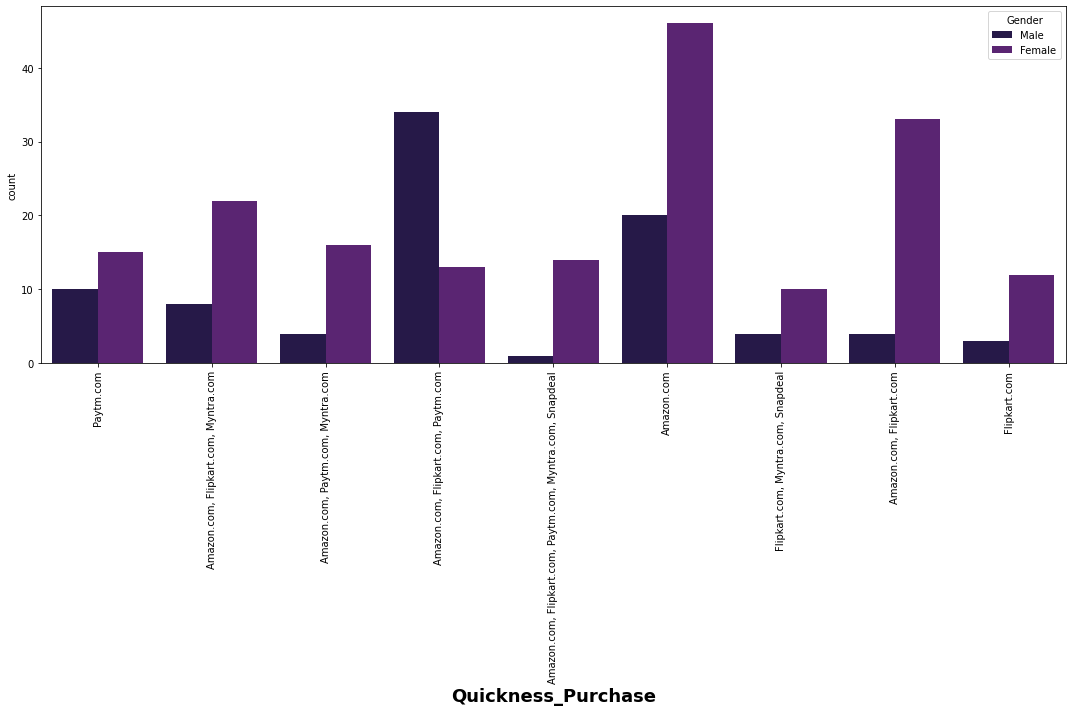 Gender
Male
Female
count
40
30
20
10
0
Paytm.com
Amazon.com, Flipkart.com, Myntra.com
Amazon.com, Paytm.com, Myntra.com
Amazon.com, Flipkart.com, Paytm.com
Amazon.com, Flipkart.com, Paytm.com, Myntra.com, Snapdeal
Amazon.com
Flipkart.com, Myntra.com, Snapdeal
Amazon.com, Flipkart.com
Flipkart.com
Quickness_Purchase